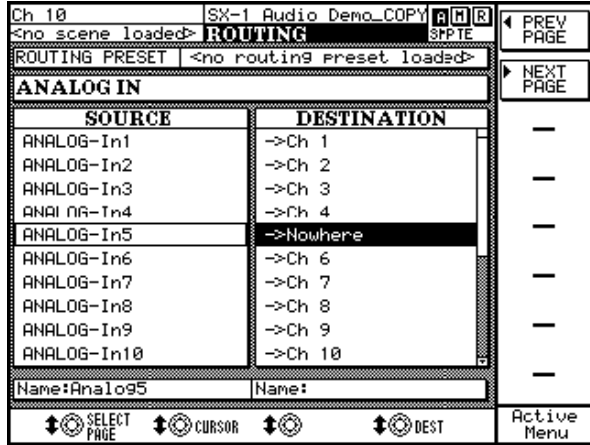 Ch 10 SX-1 Audio Demo_COPY A M R
<no scene loaded> ROUTING SMPTE
ROUTING PRESET <no routing preset loaded>
ANALOG IN
SOURCE DESTINATION
ANALOG-In1 ->Ch 1
ANALOG-In2 ->Ch 2
ANALOG-In3 ->Ch 3
ANALOG-In4 ->Ch 4
ANALOG-In5 ->Nowhere
ANALOG-In6 ->Ch 6
ANALOG-In7 ->Ch 7
ANALOG-In8 ->Ch 8
ANALOG-In9 ->Ch 9
ANALOG-In10 ->Ch 10
Name:Analog5 Name:
SELECT PAGE CURSOR DEST
PREV
PAGE
NEXT
PAGE
Active
Menu